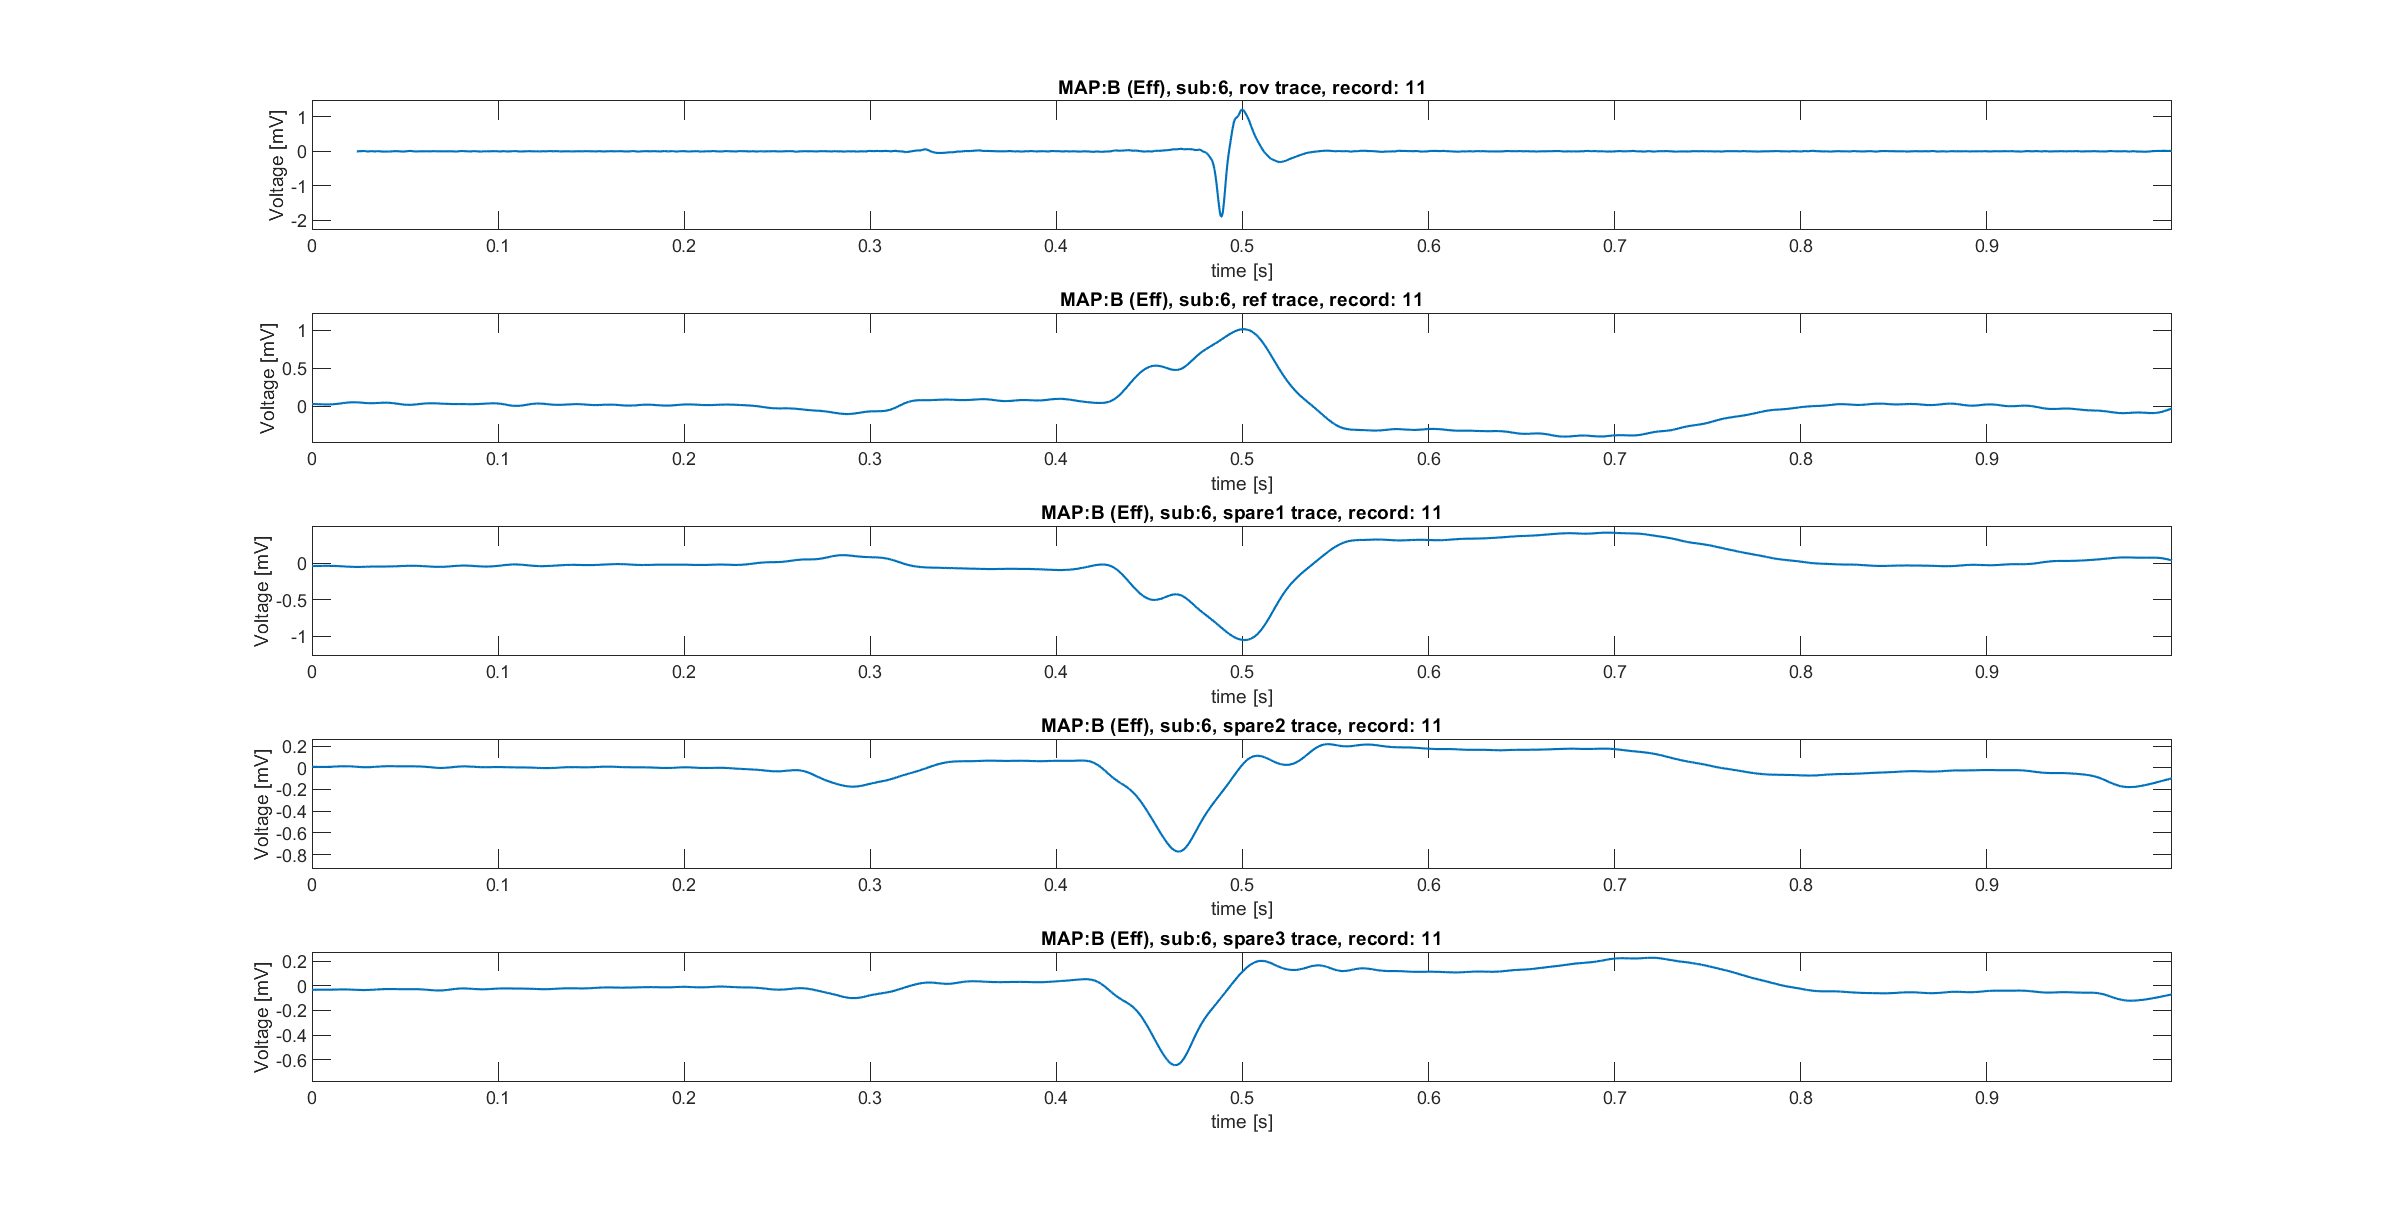 MAP:B (Eff), sub:6, rov trace, record: 11
Voltage [mV]
1
0
-1
-2
0 0.1 0.2 0.3 0.4 0.5 0.6 0.7 0.8 0.9
time [s]
MAP:B (Eff), sub:6, ref trace, record: 11
Voltage [mV]
1
0.5
0
0 0.1 0.2 0.3 0.4 0.5 0.6 0.7 0.8 0.9
time [s]
MAP:B (Eff), sub:6, spare1 trace, record: 11
Voltage [mV]
0
-0.5
-1
0 0.1 0.2 0.3 0.4 0.5 0.6 0.7 0.8 0.9
time [s]
MAP:B (Eff), sub:6, spare2 trace, record: 11
Voltage [mV]
0.2
0
-0.2
-0.4
-0.6
-0.8
0 0.1 0.2 0.3 0.4 0.5 0.6 0.7 0.8 0.9
time [s]
MAP:B (Eff), sub:6, spare3 trace, record: 11
Voltage [mV]
0.2
0
-0.2
-0.4
-0.6
0 0.1 0.2 0.3 0.4 0.5 0.6 0.7 0.8 0.9
time [s]